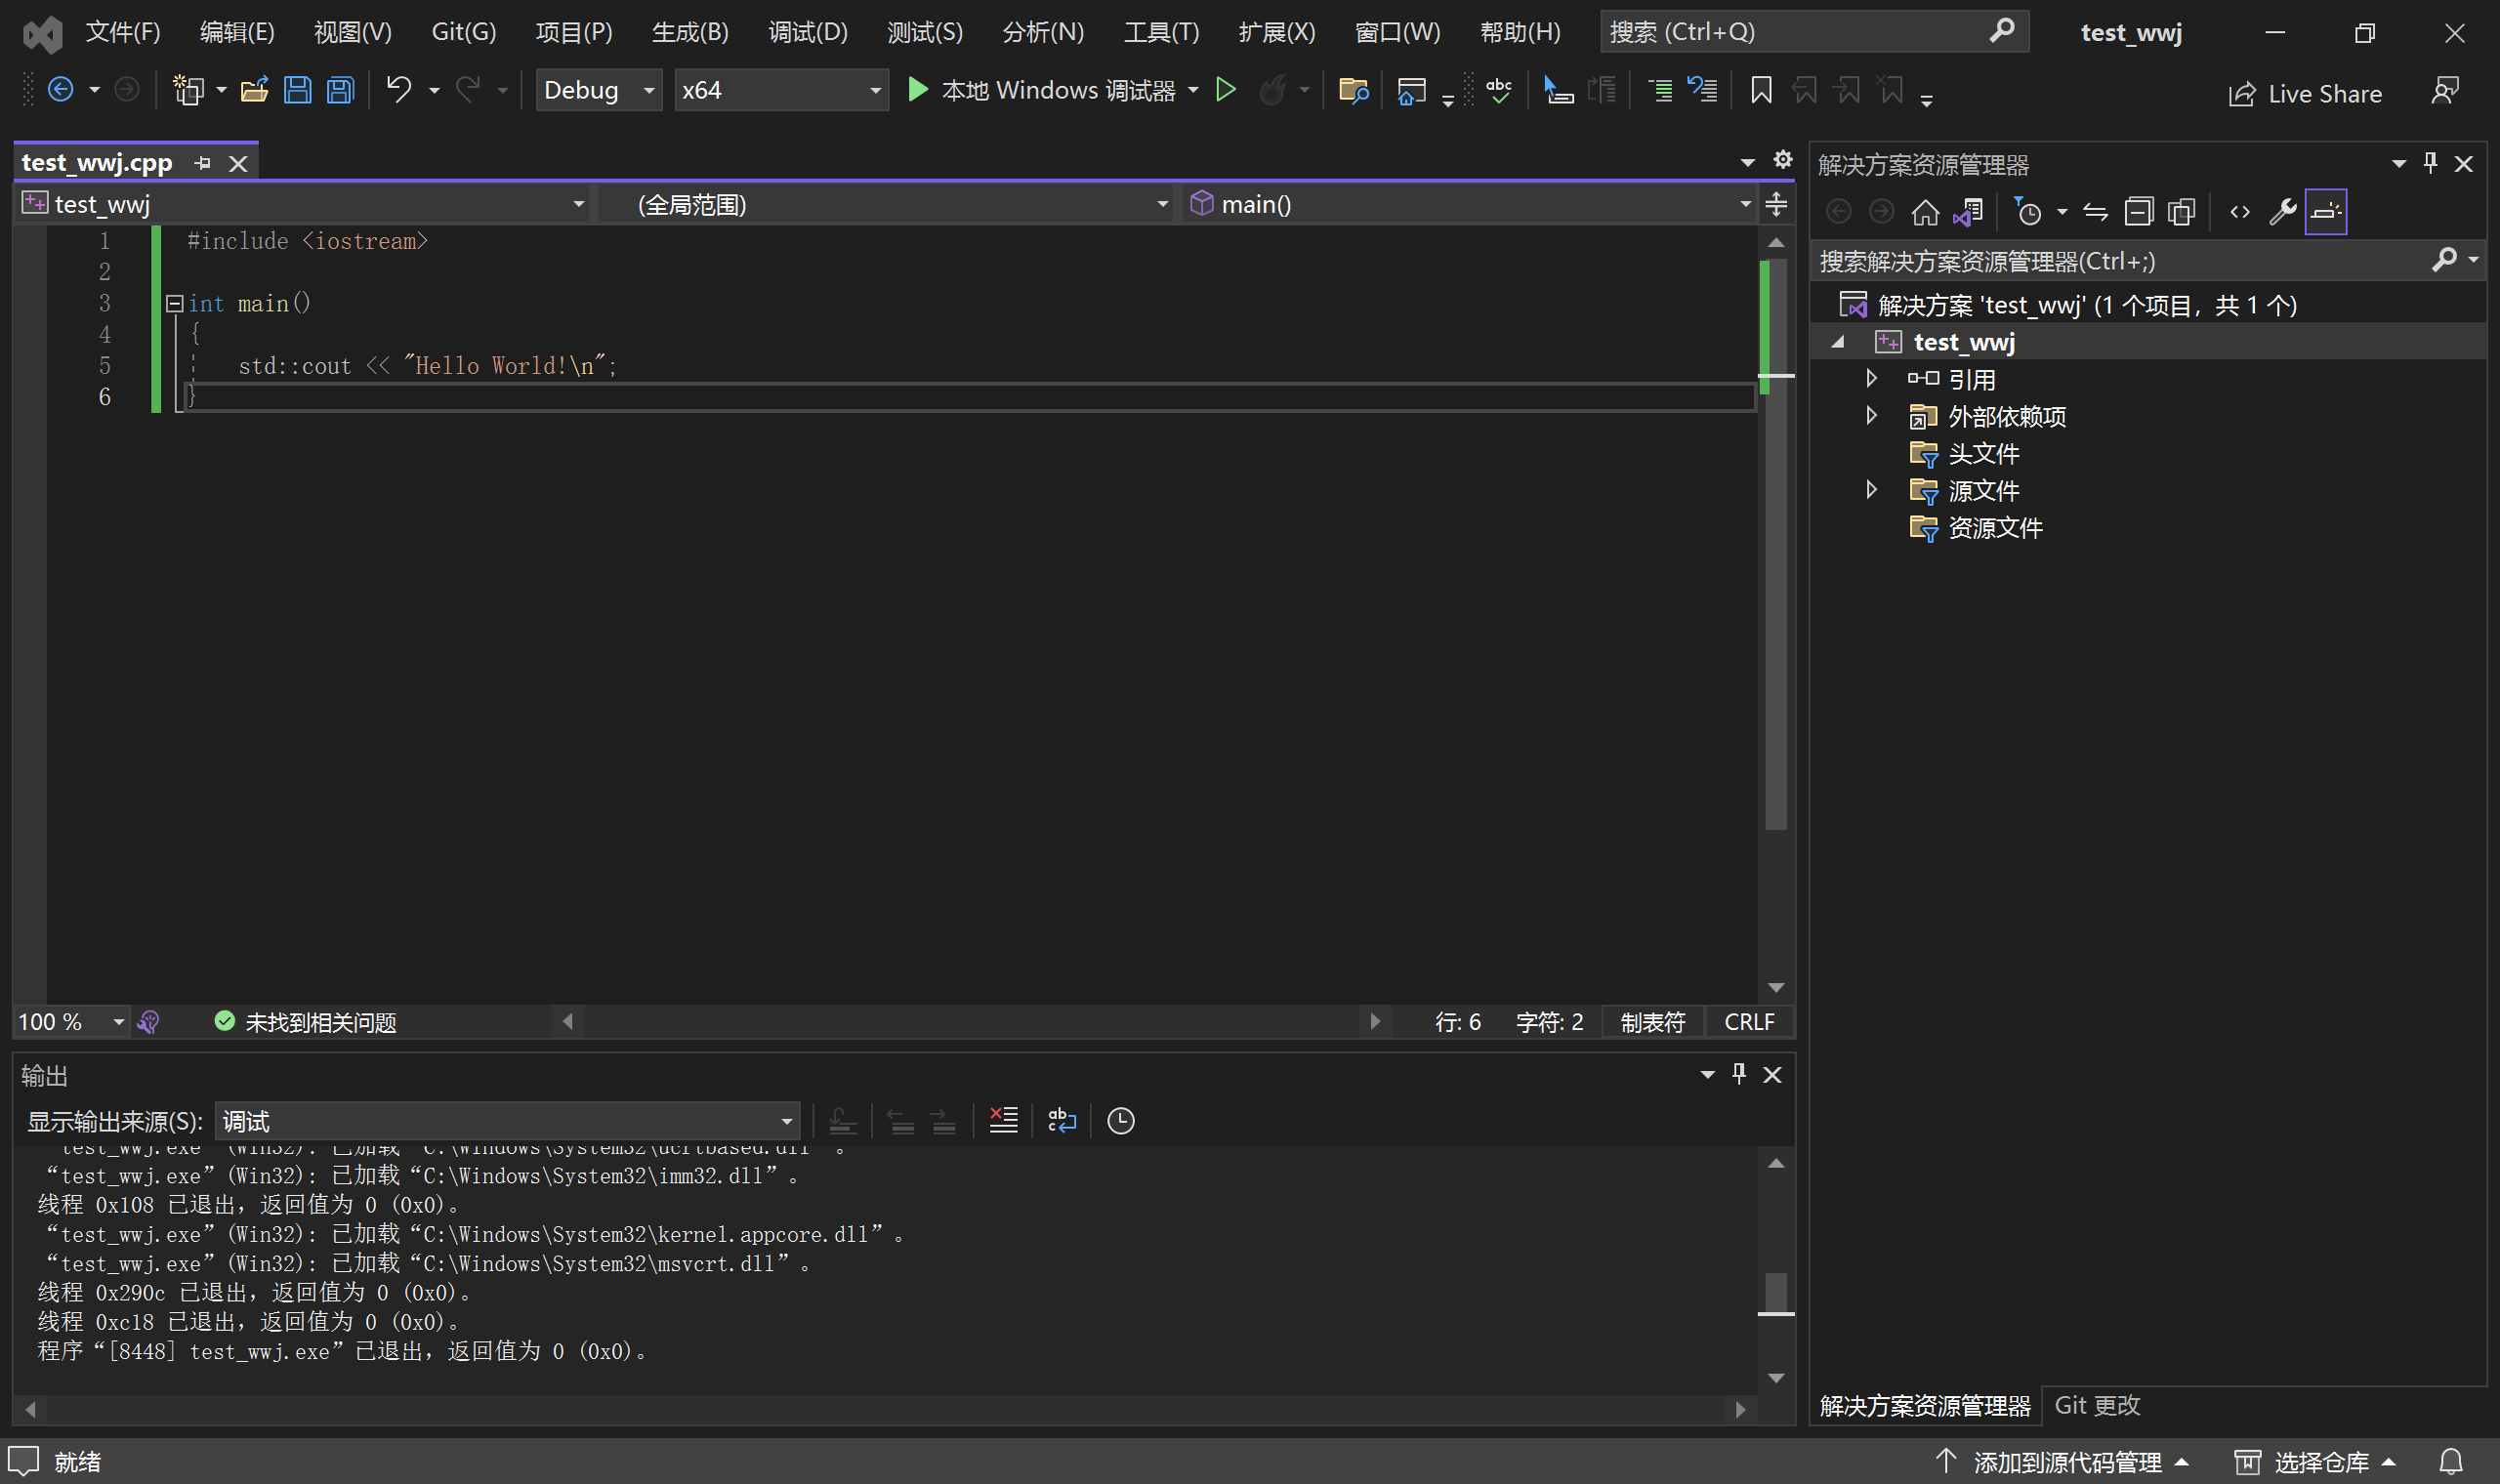 文件(F) 编辑(E) 视图(V) Git(G) 项目(P) 生成(B) 调试(D) 测试(S) 分析(N) 工具(T) 扩展(X) 窗口(W) 帮助(H) 搜索 (Ctrl+Q) test_wwj
Debug x64 本地 Windows 调试器 abc Live Share
test_wwj.cpp
test_wwj (全局范围) main()
1 #include <iostream>
2
3 int main()
4 {
5 std::cout << "Hello World!\n";
6 }
100 % 未找到相关问题 行: 6 字符: 2 制表符 CRLF
输出
显示输出来源(S): 调试
“test_wwj.exe” (Win32): 已加载“C:\Windows\System32\ucrtbased.dll”。
“test_wwj.exe”(Win32): 已加载“C:\Windows\System32\imm32.dll”。
线程 0x108 已退出，返回值为 0 (0x0)。
“test_wwj.exe”(Win32): 已加载“C:\Windows\System32\kernel.appcore.dll”。
“test_wwj.exe”(Win32): 已加载“C:\Windows\System32\msvcrt.dll”。
线程 0x290c 已退出，返回值为 0 (0x0)。
线程 0xc18 已退出，返回值为 0 (0x0)。
程序“[8448] test_wwj.exe”已退出，返回值为 0 (0x0)。
解决方案资源管理器
搜索解决方案资源管理器(Ctrl+;)
解决方案 'test_wwj' (1 个项目，共 1 个)
test_wwj
引用
外部依赖项
头文件
源文件
资源文件
解决方案资源管理器 Git 更改
就绪 添加到源代码管理 选择仓库